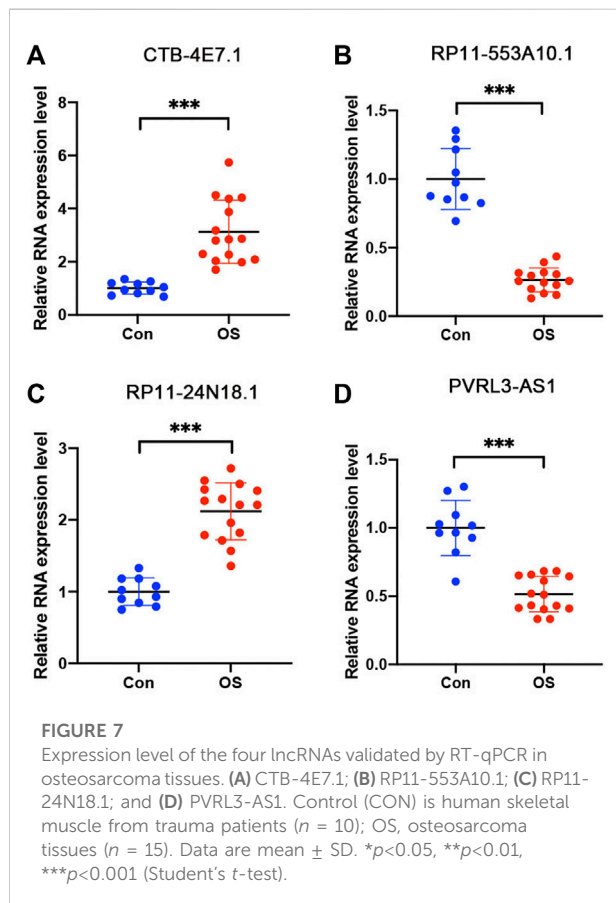 A
CTB-4E7.1
Relative RNA expression level
8
6
4
2
0
***
Con
OS
B
RP11-553A10.1
Relative RNA expression level
1.5
1.0
0.5
0.0
***
Con
OS
C
RP11-24N18.1
Relative RNA expression level
3
2
1
0
***
Con
OS
D
PVRL3-AS1
Relative RNA expression level
1.5
1.0
0.5
0.0
***
Con
OS
FIGURE 7
Expression level of the four lncRNAs validated by RT-qPCR in
osteosarcoma tissues. (A) CTB-4E7.1; (B) RP11-553A10.1; (C) RP11-
24N18.1; and (D) PVRL3-AS1. Control (CON) is human skeletal
muscle from trauma patients (n = 10); OS, osteosarcoma
tissues (n = 15). Data are mean ± SD. *p<0.05, **p<0.01,
***p<0.001 (Student's t-test).